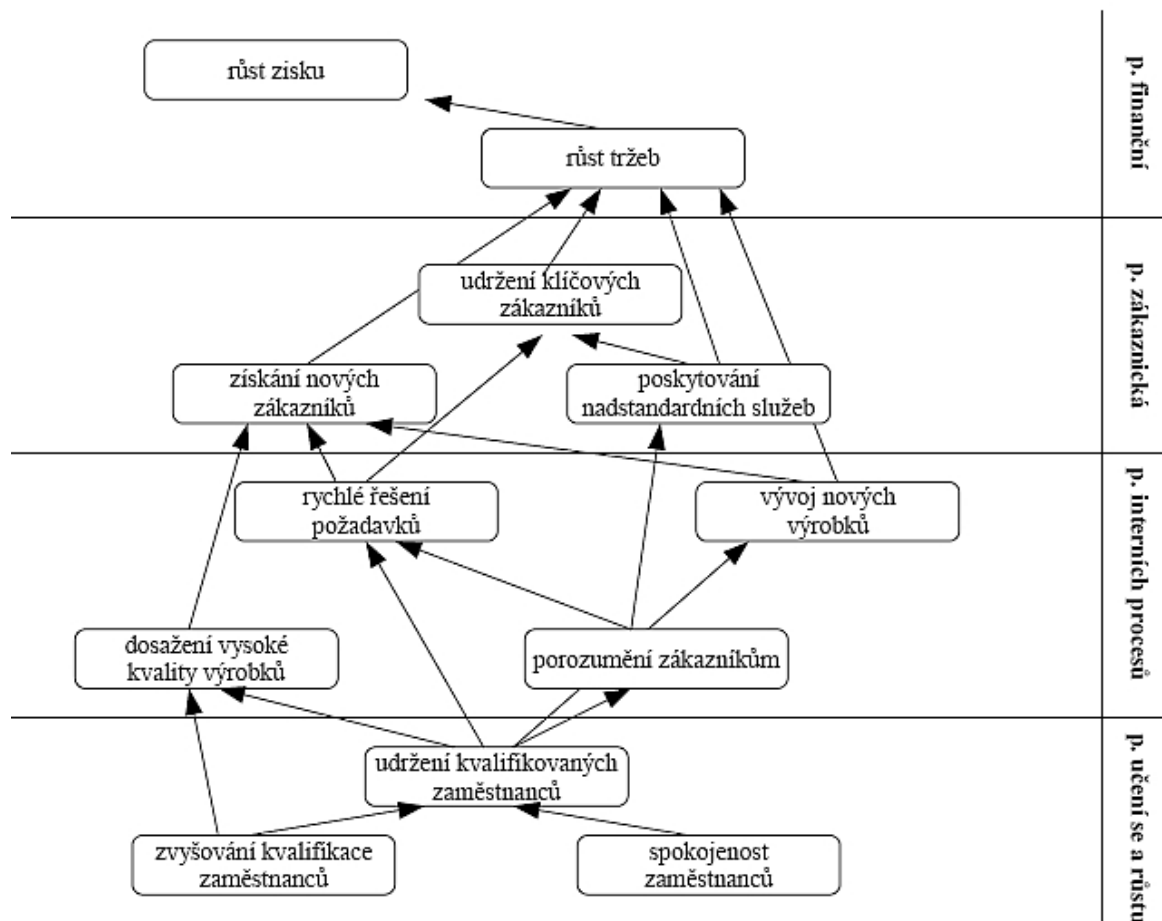 růst zisku
růst tržeb
p. finanční
udržení klíčových
zákazníků
získání nových
zákazníků
poskytování
nadstandardních služeb
p. zákaznická
rychlé řešení
požadavků
vývoj nových
výrobků
dosažení vysoké
kvality výrobků
porozumění zákazníkům
p. interních procesů
udržení kvalifikovaných
zaměstnanců
zvyšování kvalifikace
zaměstnanců
spokojenost
zaměstnanců
p. učení se a růstu